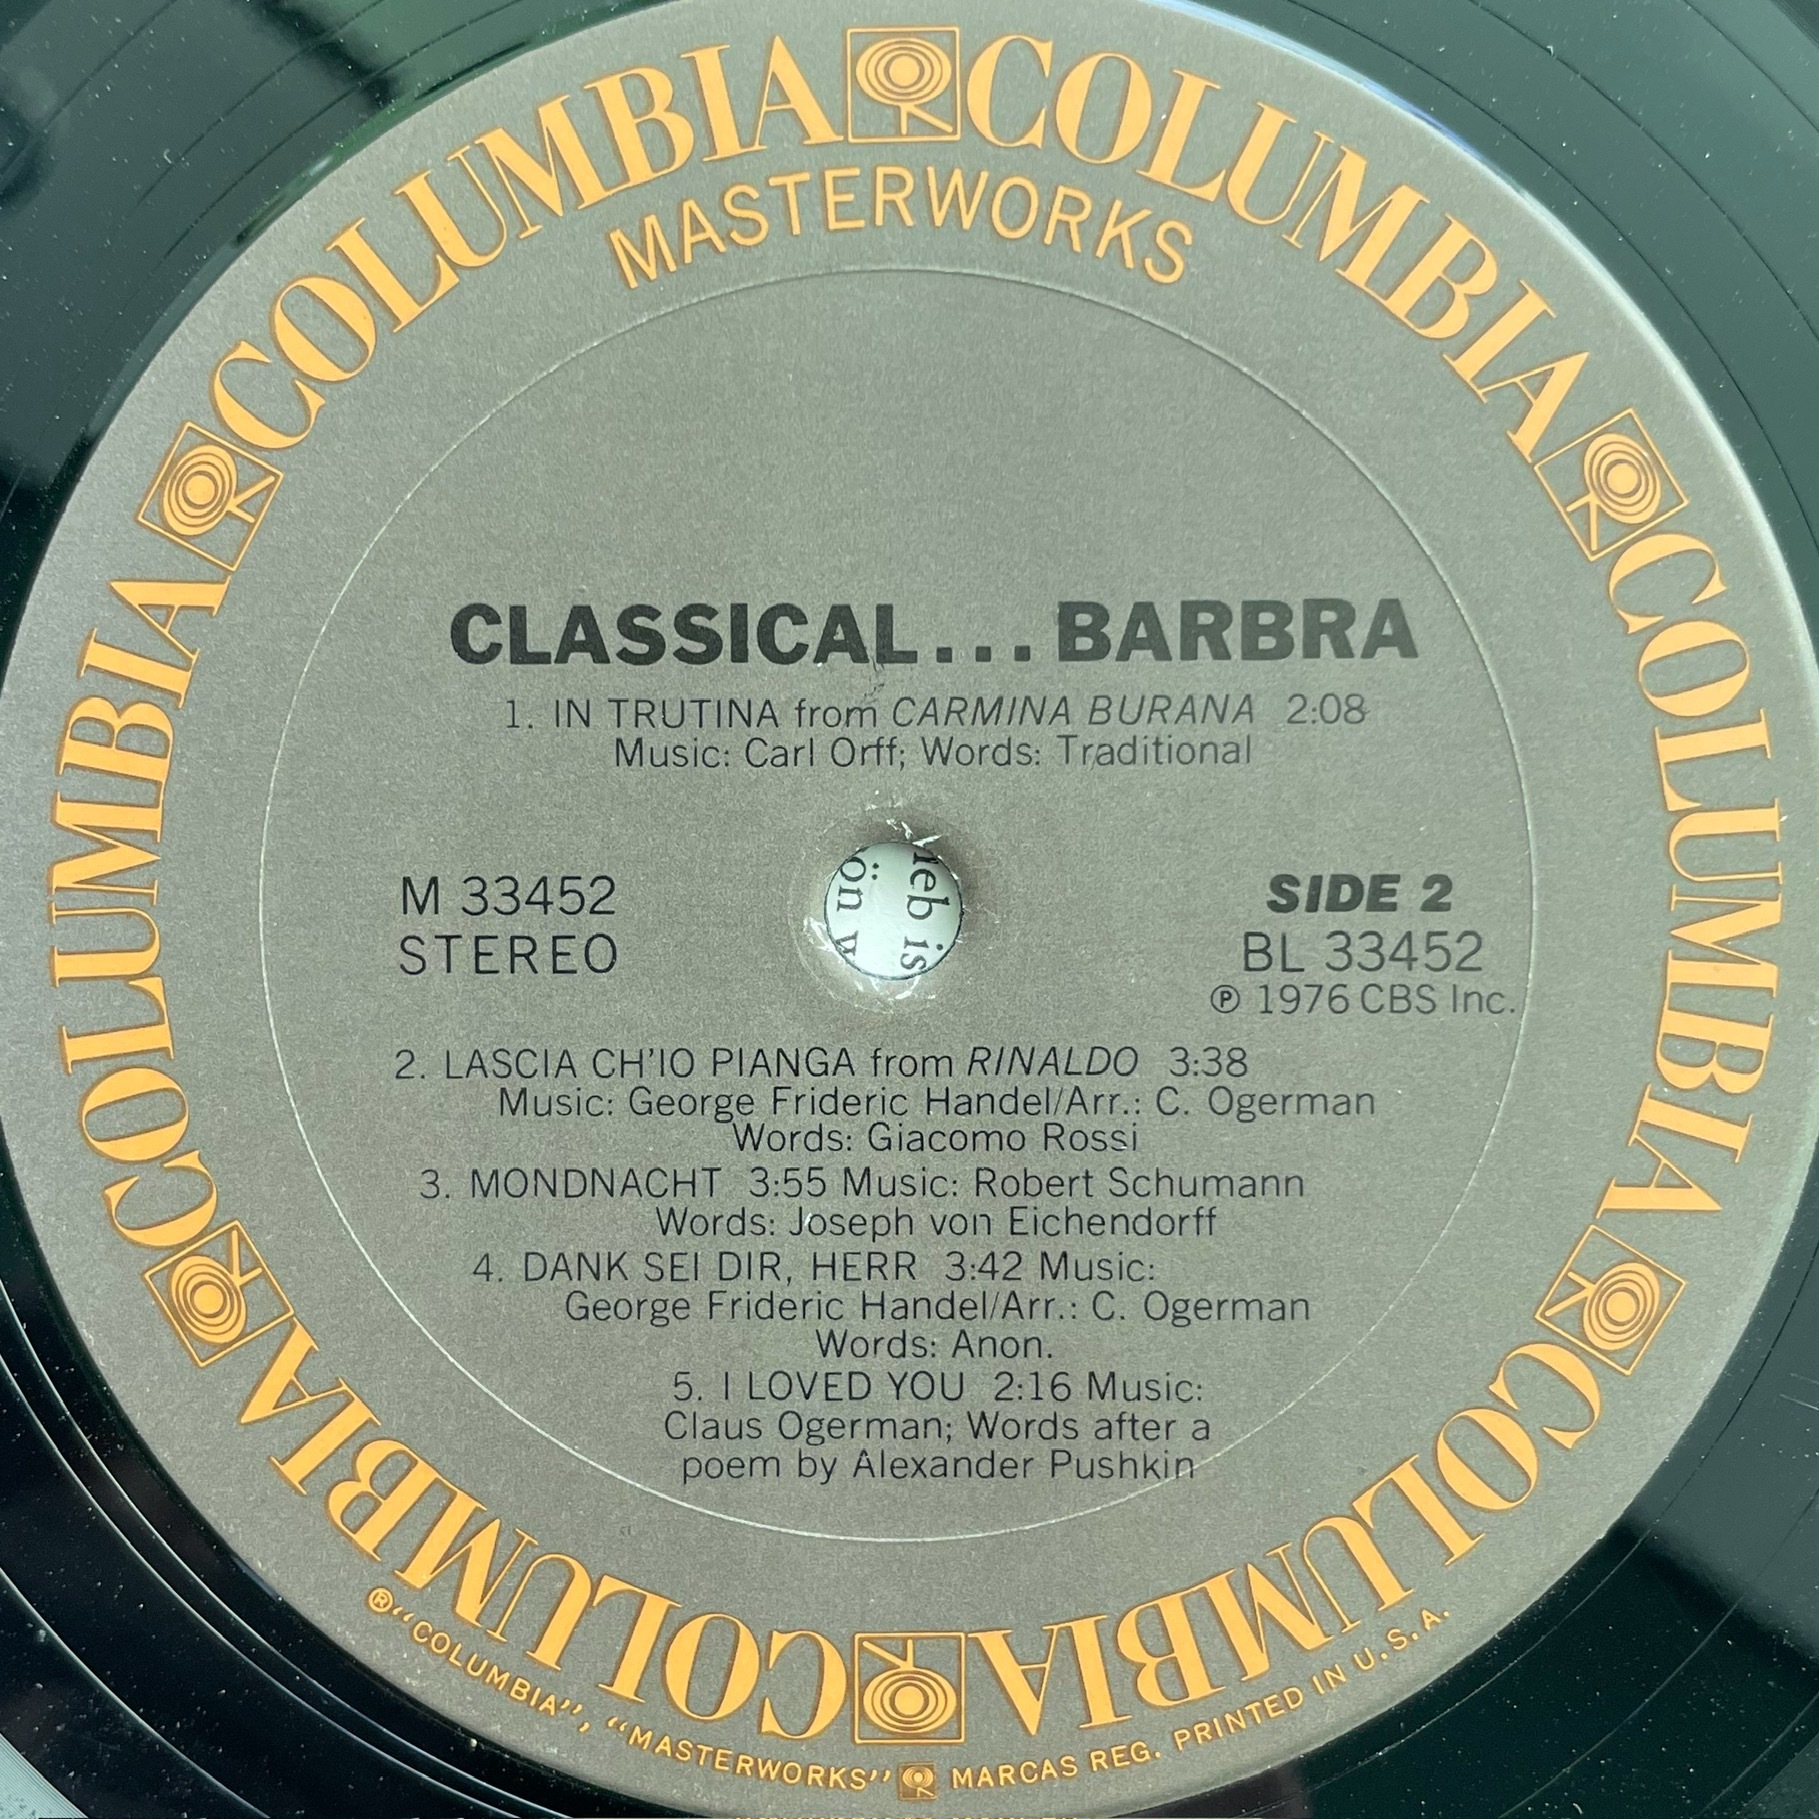 COLUMBIA COLUMBIA COLUMBIA COLUMBIA COLUMBIA COLUMBIA
MASTERWORKS
CLASSICAL...BARBRA
1. IN TRUTINA from CARMINA BURANA 2:08
Music: Carl Orff; Words: Traditional
M 33452
STEREO
SIDE 2
BL 33452
℗ 1976 CBS Inc.
ön
ieb is
2. LASCIA CH'IO PIANGA from RINALDO 3:38
Music: George Frideric Handel/Arr.: C. Ogerman
Words: Giacomo Rossi
3. MONDNACHT 3:55 Music: Robert Schumann
Words: Joseph von Eichendorff
4. DANK SEI DIR, HERR 3:42 Music:
George Frideric Handel/Arr.: C. Ogerman
Words: Anon.
5. I LOVED YOU 2:16 Music:
Claus Ogerman; Words after a
poem by Alexander Pushkin
® "COLUMBIA", "MASTERWORKS" MARCAS REG. PRINTED IN U.S.A.